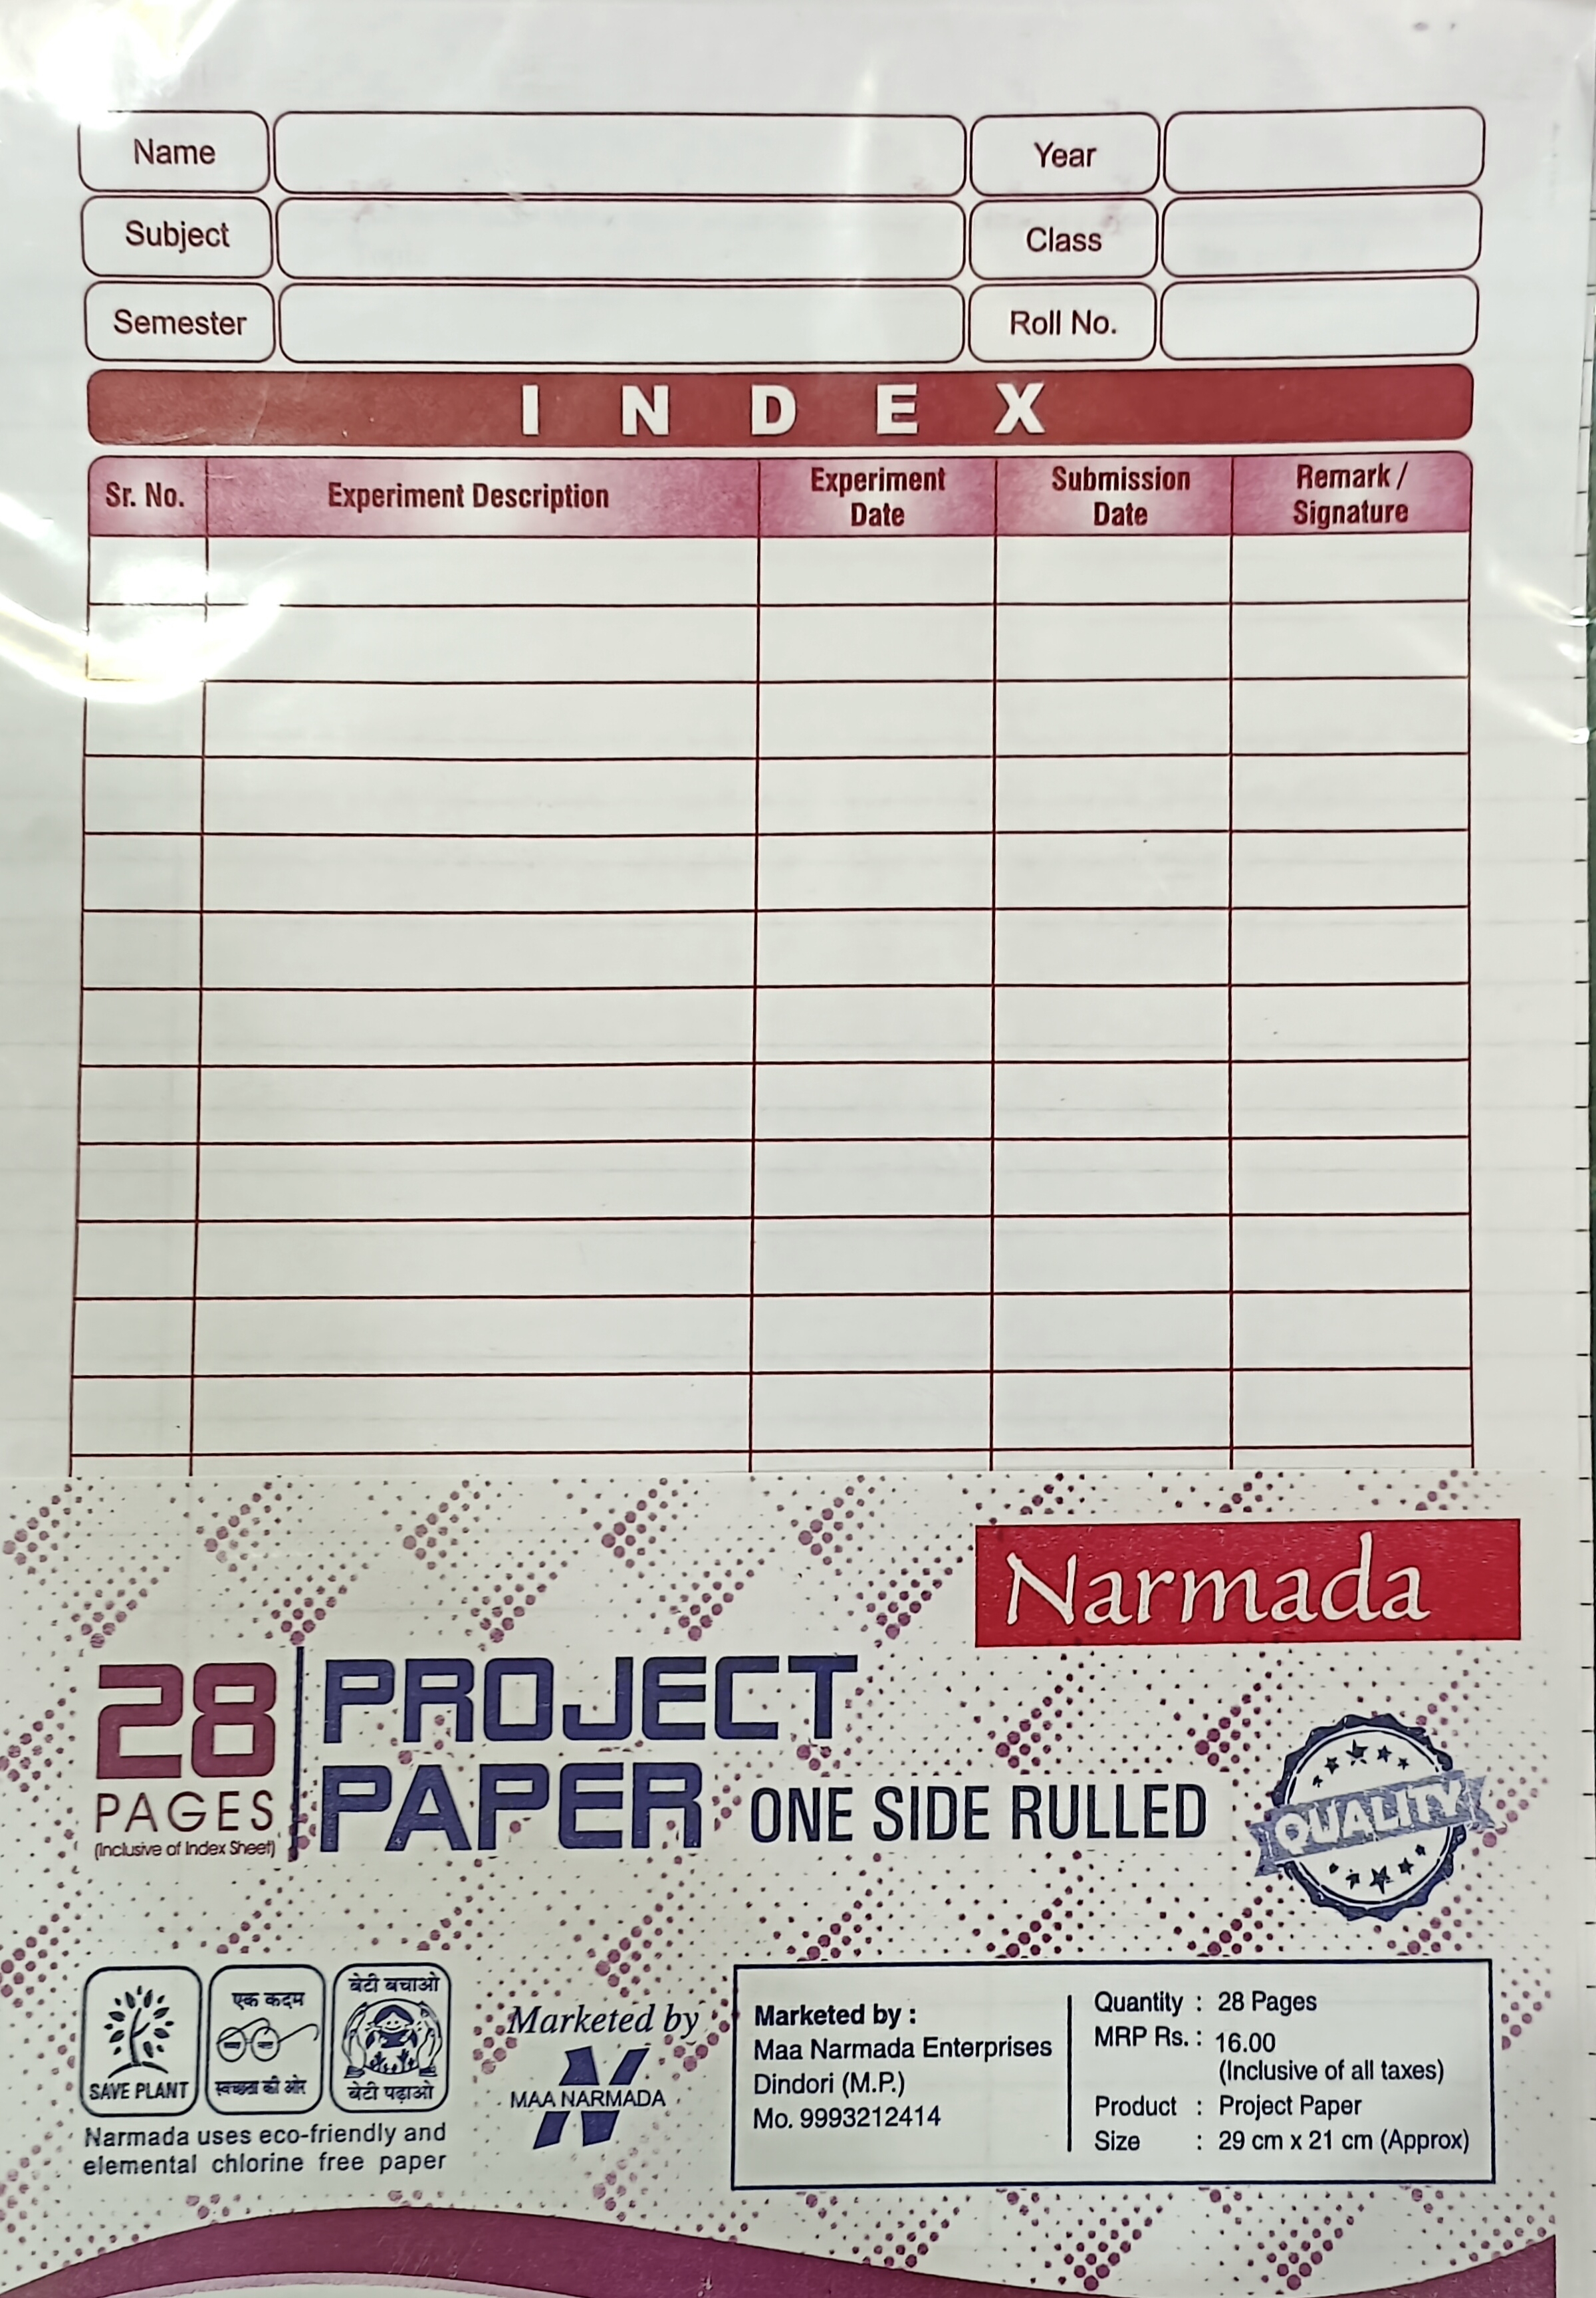 Name
Year
Subject
Class
Semester
Roll No.
INDEX
Sr. No.
Experiment Description
Experiment
Date
Submission
Date
Remark /
Signature
Narmada
28
PAGES
(Inclusive of Index Sheet)
PROJECT
PAPER
ONE SIDE RULLED
QUALITY
SAVE PLANT
एक कदम
स्वच्छता की ओर
बेटी बचाओ
बेटी पढ़ाओ
Narmada uses eco-friendly and
elemental chlorine free paper
Marketed by
MAA NARMADA
Marketed by :
Maa Narmada Enterprises
Dindori (M.P.)
Mo. 9993212414
Quantity : 28 Pages
MRP Rs. : 16.00
(Inclusive of all taxes)
Product : Project Paper
Size : 29 cm x 21 cm (Approx)